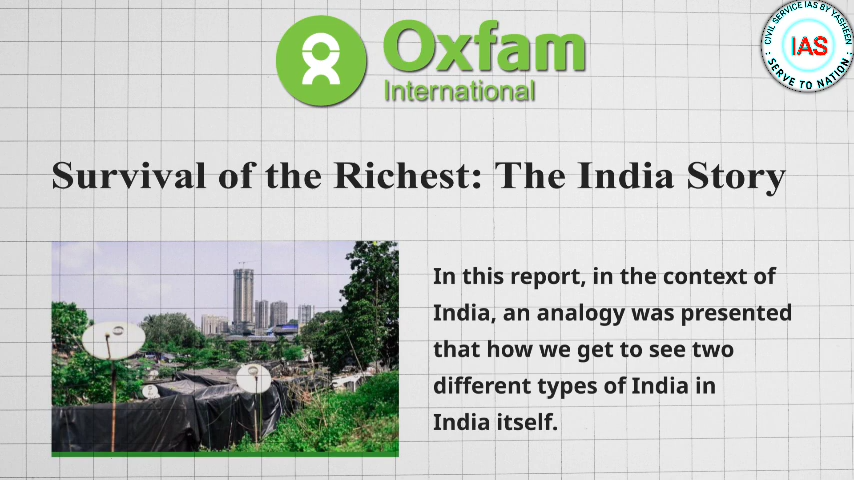 Oxfam
International
CIVIL SERVICE IAS BY YASHEEN
IAS
: SERVE TO NATION :
Survival of the Richest: The India Story
In this report, in the context of
India, an analogy was presented
that how we get to see two
different types of India in
India itself.